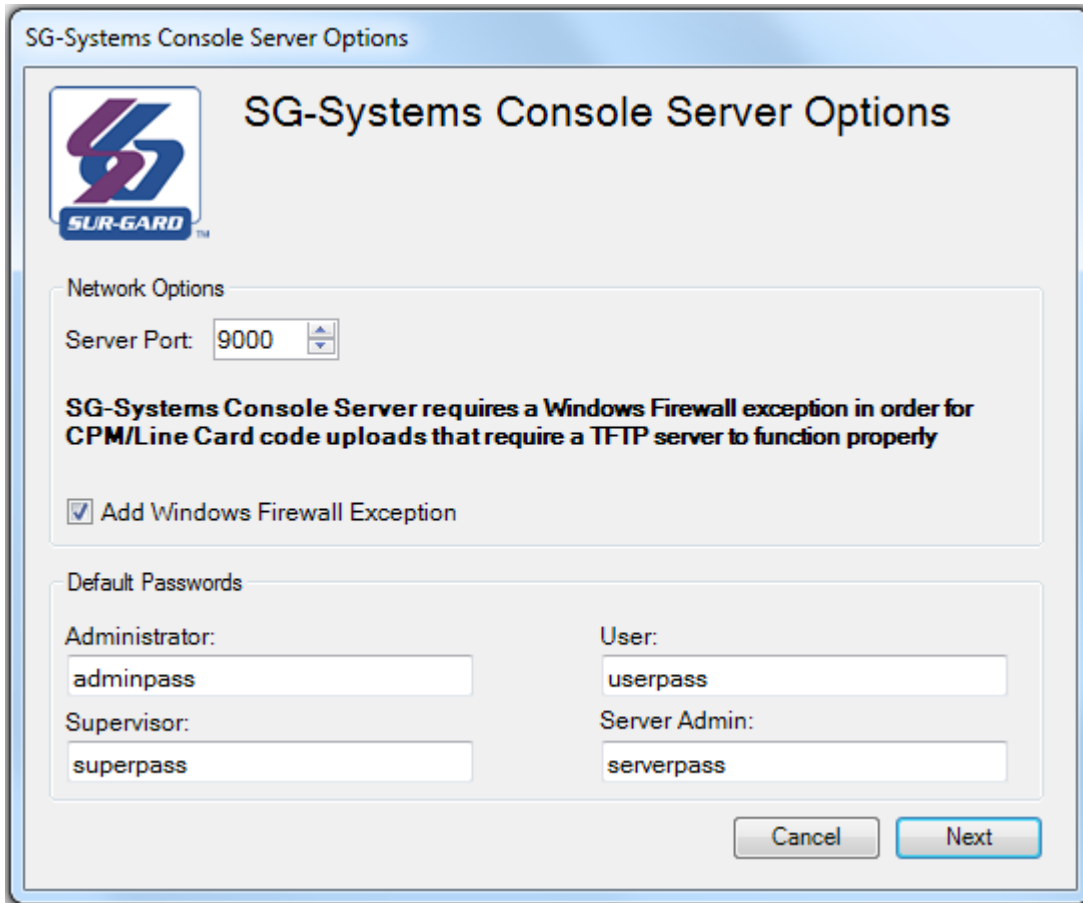 SG-Systems Console Server Options
SG-Systems Console Server Options
SUR-GARD TM
Network Options
Server Port: 9000
SG-Systems Console Server requires a Windows Firewall exception in order for
CPM/Line Card code uploads that require a TFTP server to function properly
Add Windows Firewall Exception
Default Passwords
Administrator: User:
adminpass userpass
Supervisor: Server Admin:
superpass serverpass
Cancel Next